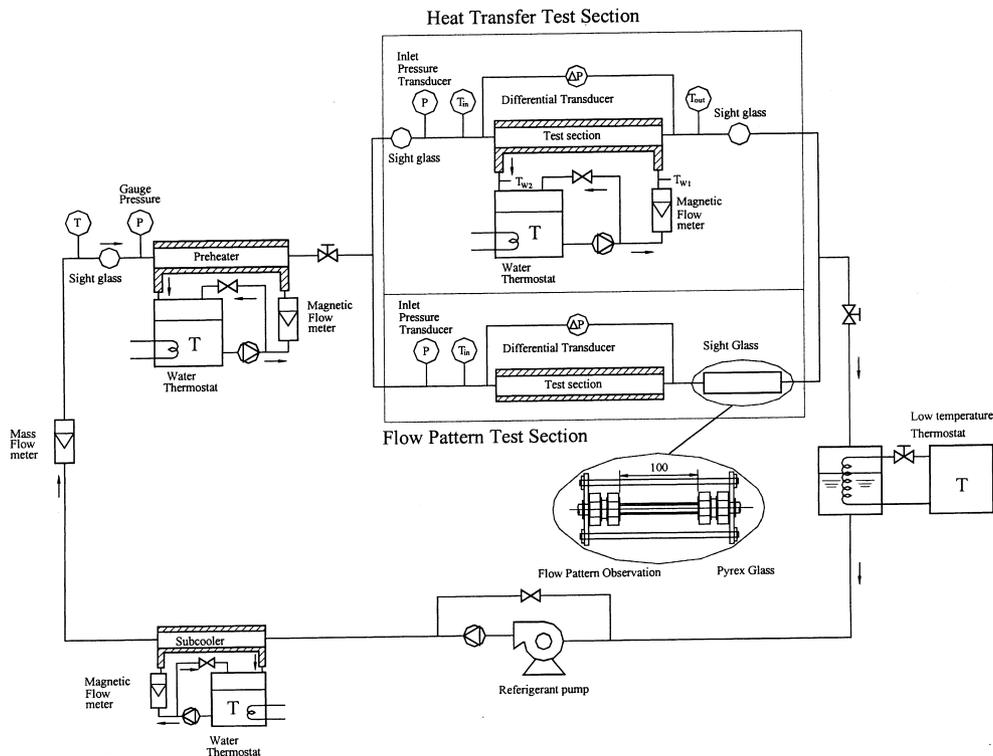 Heat Transfer Test Section
Inlet
Pressure
Transducer
P
Tin
ΔP
Differential Transducer
Tout
Sight glass
Test section
Sight glass
TW2
TW1
Magnetic
Flow
meter
T
Water
Thermostat
Gauge
Pressure
T
P
Sight glass
Preheater
Magnetic
Flow
meter
T
Water
Thermostat
Inlet
Pressure
Transducer
P
Tin
ΔP
Differential Transducer
Sight Glass
Test section
Flow Pattern Test Section
Mass
Flow
meter
Low temperature
Thermostat
T
100
Flow Pattern Observation
Pyrex Glass
Subcooler
Magnetic
Flow
meter
T
Water
Thermostat
Referigerant pump